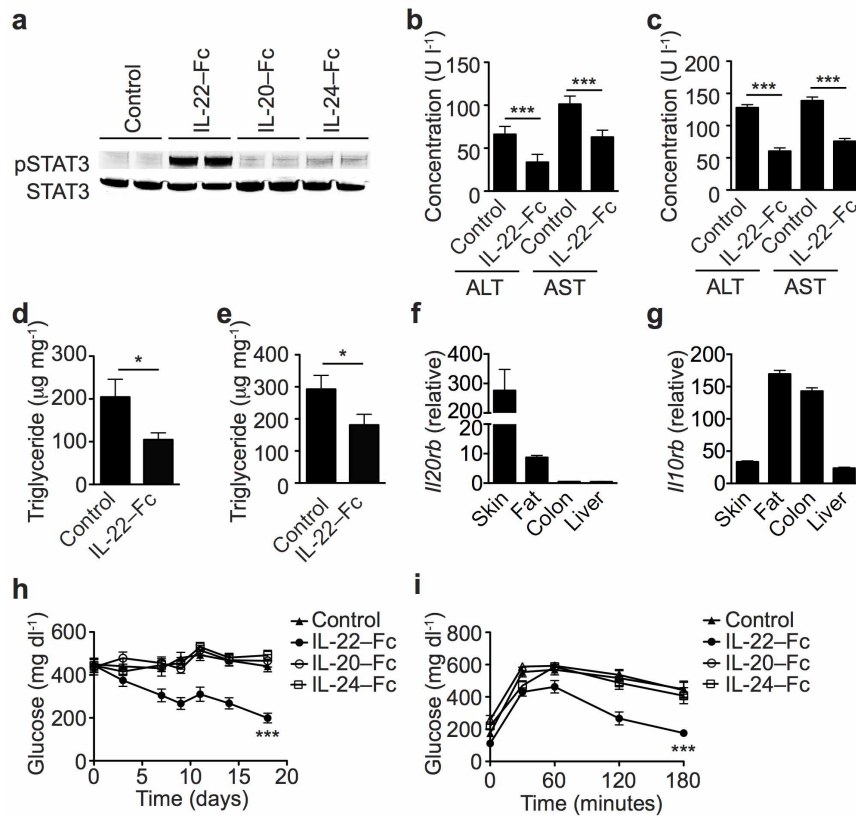 a
Control
IL-22–Fc
IL-20–Fc
IL-24–Fc
pSTAT3
STAT3
b
Concentration (U l-1)
150
100
50
0
Control
IL-22–Fc
Control
IL-22–Fc
ALT
AST
***
***
c
Concentration (U l-1)
200
150
100
50
0
Control
IL-22–Fc
Control
IL-22–Fc
ALT
AST
***
***
d
Triglyceride (µg mg-1)
300
200
100
0
*
Control
IL-22–Fc
e
Triglyceride (µg mg-1)
400
300
200
100
0
*
Control
IL-22–Fc
f
Il20rb (relative)
400
300
200
20
10
0
Skin
Fat
Colon
Liver
g
Il10rb (relative)
200
150
100
50
0
Skin
Fat
Colon
Liver
h
Glucose (mg dl-1)
600
400
200
0
0
5
10
15
20
Time (days)
***
Control
IL-22–Fc
IL-20–Fc
IL-24–Fc
i
Glucose (mg dl-1)
800
600
400
200
0
0
60
120
180
Time (minutes)
***
Control
IL-22–Fc
IL-20–Fc
IL-24–Fc